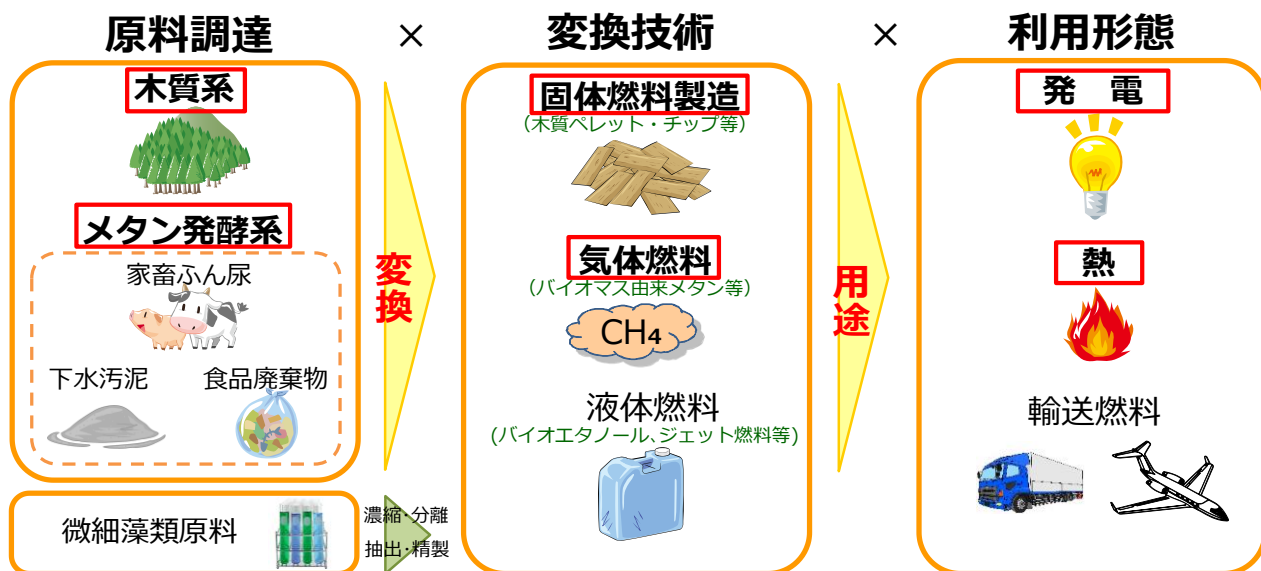 原料調達 × 変換技術 × 利用形態
木質系
メタン発酵系
家畜ふん尿
下水汚泥 食品廃棄物
微細藻類原料
変換
濃縮・分離
抽出・精製
固体燃料製造
(木質ペレット・チップ等)
気体燃料
(バイオマス由来メタン等)
CH₄
液体燃料
(バイオエタノール、ジェット燃料等)
用途
発 電
熱
輸送燃料